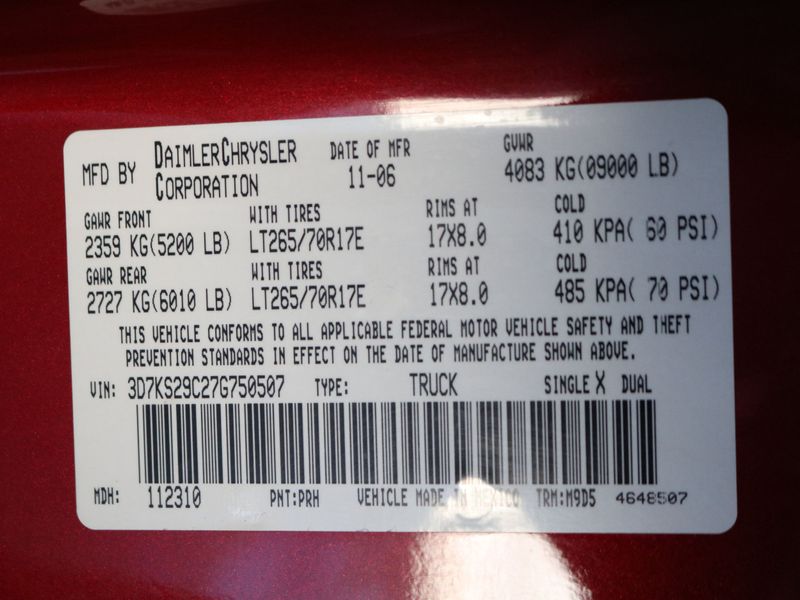 MFD BY DAIMLERCHRYSLER CORPORATION DATE OF MFR 11-06 GVWR 4083 KG(09000 LB)
GAWR FRONT WITH TIRES RIMS AT COLD
2359 KG(5200 LB) LT265/70R17E 17X8.0 410 KPA( 60 PSI)
GAWR REAR WITH TIRES RIMS AT COLD
2727 KG(6010 LB) LT265/70R17E 17X8.0 485 KPA( 70 PSI)
THIS VEHICLE CONFORMS TO ALL APPLICABLE FEDERAL MOTOR VEHICLE SAFETY AND THEFT
PREVENTION STANDARDS IN EFFECT ON THE DATE OF MANUFACTURE SHOWN ABOVE.
VIN: 3D7KS29C27G750507 TYPE: TRUCK SINGLE X DUAL
MDH: 112310 PNT:PRH VEHICLE MADE IN MEXICO TRM:M9D5 4648507